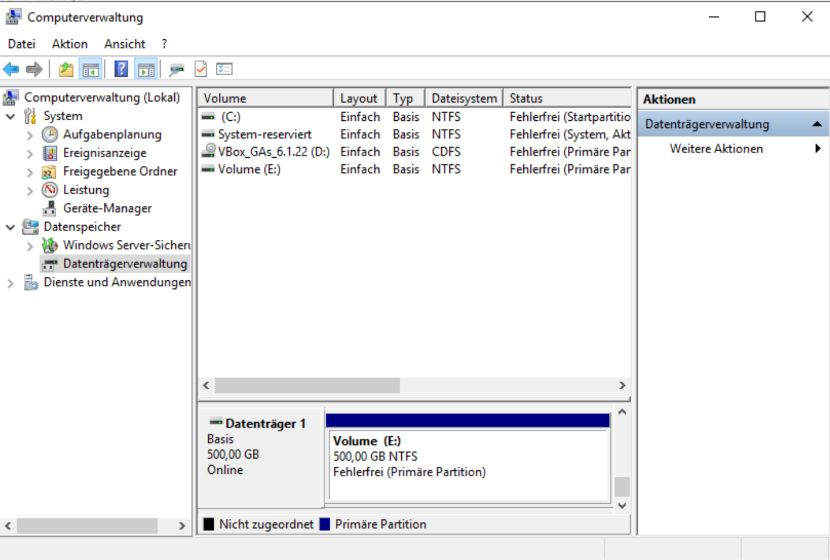 Computerverwaltung
Datei Aktion Ansicht ?
Computerverwaltung (Lokal)
System
Aufgabenplanung
Ereignisanzeige
Freigegebene Ordner
Leistung
Geräte-Manager
Datenspeicher
Windows Server-Sicheru
Datenträgerverwaltung
Dienste und Anwendungen
Volume Layout Typ Dateisystem Status
(C:) Einfach Basis NTFS Fehlerfrei (Startpartitio
System-reserviert Einfach Basis NTFS Fehlerfrei (System, Akt
VBox_GAs_6.1.22 (D:) Einfach Basis CDFS Fehlerfrei (Primäre Par
Volume (E:) Einfach Basis NTFS Fehlerfrei (Primäre Par
Datenträger 1
Basis
500,00 GB
Online
Volume (E:)
500,00 GB NTFS
Fehlerfrei (Primäre Partition)
Nicht zugeordnet Primäre Partition
Aktionen
Datenträgerverwaltung
Weitere Aktionen